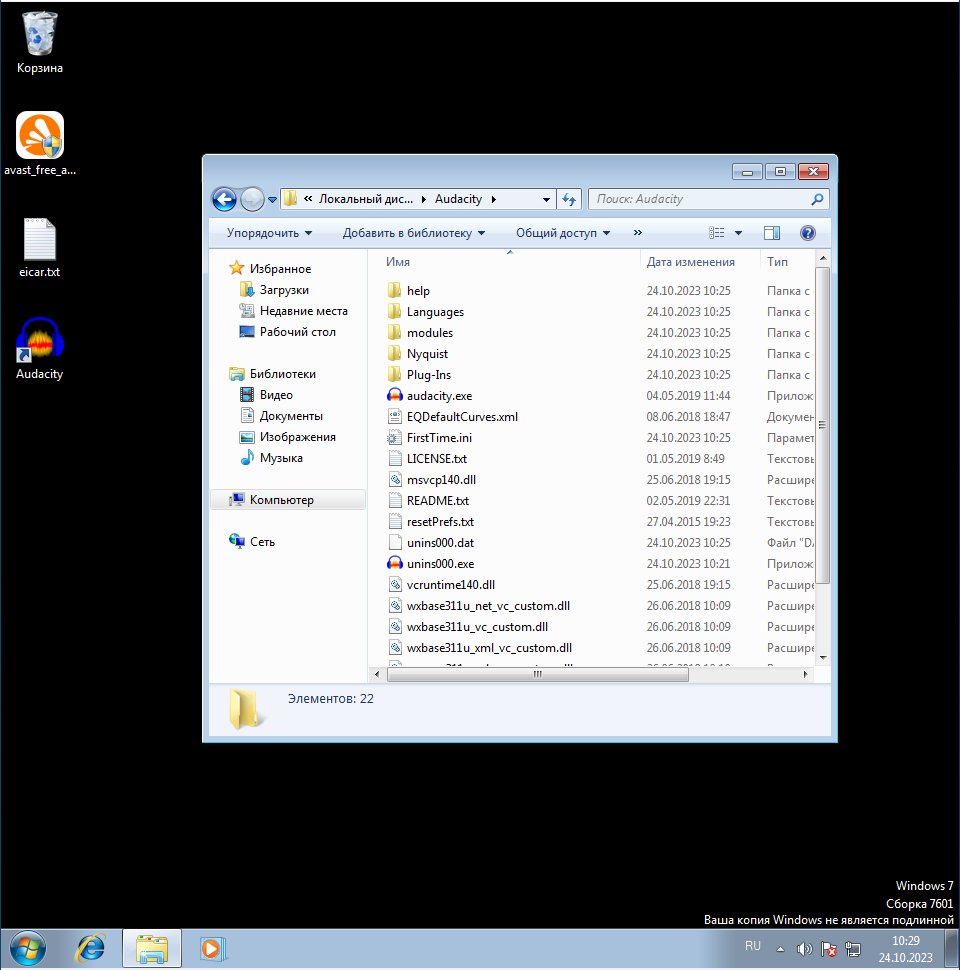 Корзина
avast_free_a...
eicar.txt
Audacity
« Локальный дис... Audacity
Поиск: Audacity
Упорядочить Добавить в библиотеку Общий доступ »
Избранное
Загрузки
Недавние места
Рабочий стол
Библиотеки
Видео
Документы
Изображения
Музыка
Компьютер
Сеть
Имя Дата изменения Тип
help 24.10.2023 10:25 Папка с
Languages 24.10.2023 10:25 Папка с
modules 24.10.2023 10:25 Папка с
Nyquist 24.10.2023 10:25 Папка с
Plug-Ins 24.10.2023 10:25 Папка с
audacity.exe 04.05.2019 11:44 Прилож
EQDefaultCurves.xml 08.06.2018 18:47 Докумен
FirstTime.ini 24.10.2023 10:25 Парамет
LICENSE.txt 01.05.2019 8:49 Текстовы
msvcp140.dll 25.06.2018 19:15 Расшире
README.txt 02.05.2019 22:31 Текстовы
resetPrefs.txt 27.04.2015 19:23 Текстовы
unins000.dat 24.10.2023 10:25 Файл "DA
unins000.exe 24.10.2023 10:21 Прилож
vcruntime140.dll 25.06.2018 19:15 Расшире
wxbase311u_net_vc_custom.dll 26.06.2018 10:09 Расшире
wxbase311u_vc_custom.dll 26.06.2018 10:09 Расшире
wxbase311u_xml_vc_custom.dll 26.06.2018 10:09 Расшире
Элементов: 22
Windows 7
Сборка 7601
Ваша копия Windows не является подлинной
RU
10:29
24.10.2023